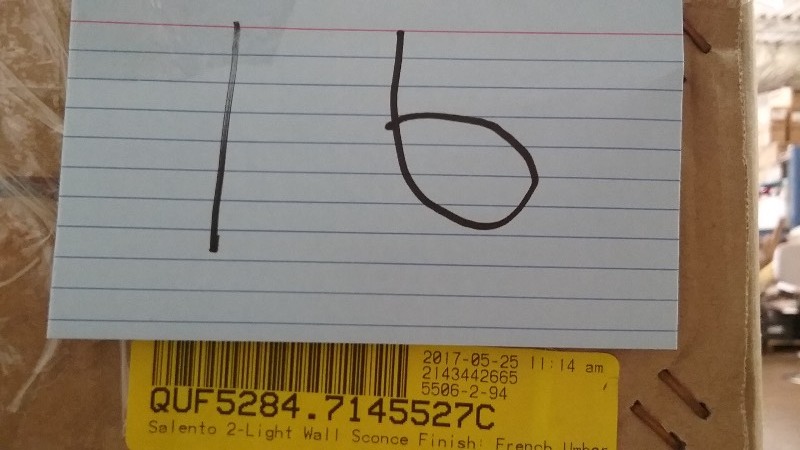 16
2017-05-25 11:14 am
2143442665
5506-2-94
QUF5284.7145527C
Salento 2-Light Wall Sconce Finish: French Umber